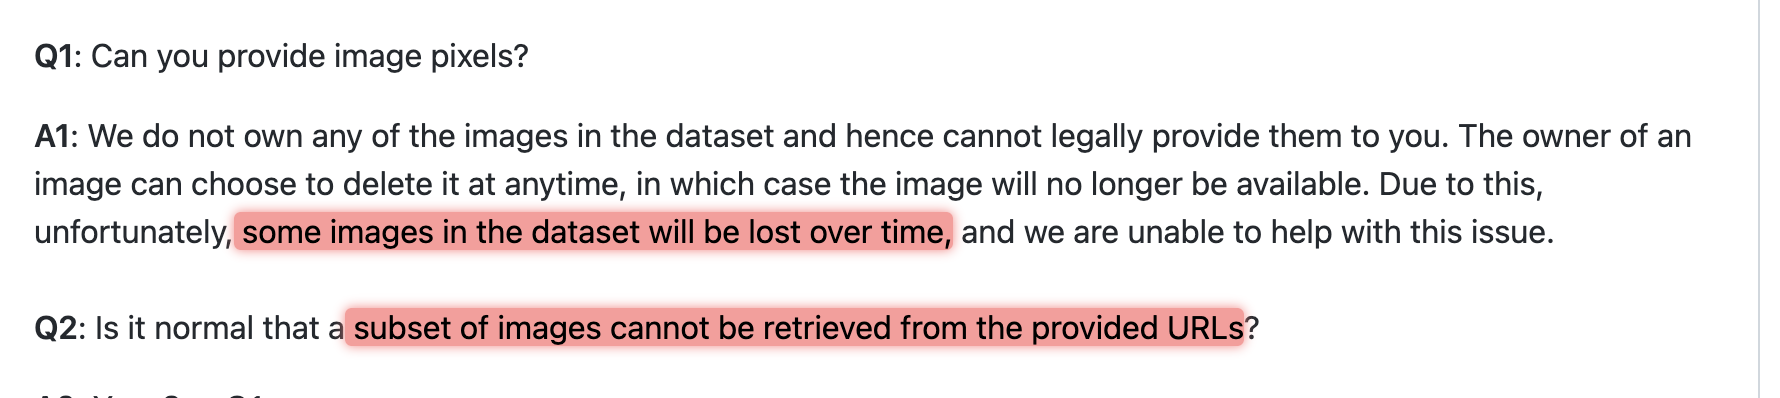 Q1: Can you provide image pixels?
A1: We do not own any of the images in the dataset and hence cannot legally provide them to you. The owner of an
image can choose to delete it at anytime, in which case the image will no longer be available. Due to this,
unfortunately, some images in the dataset will be lost over time, and we are unable to help with this issue.
Q2: Is it normal that a subset of images cannot be retrieved from the provided URLs?